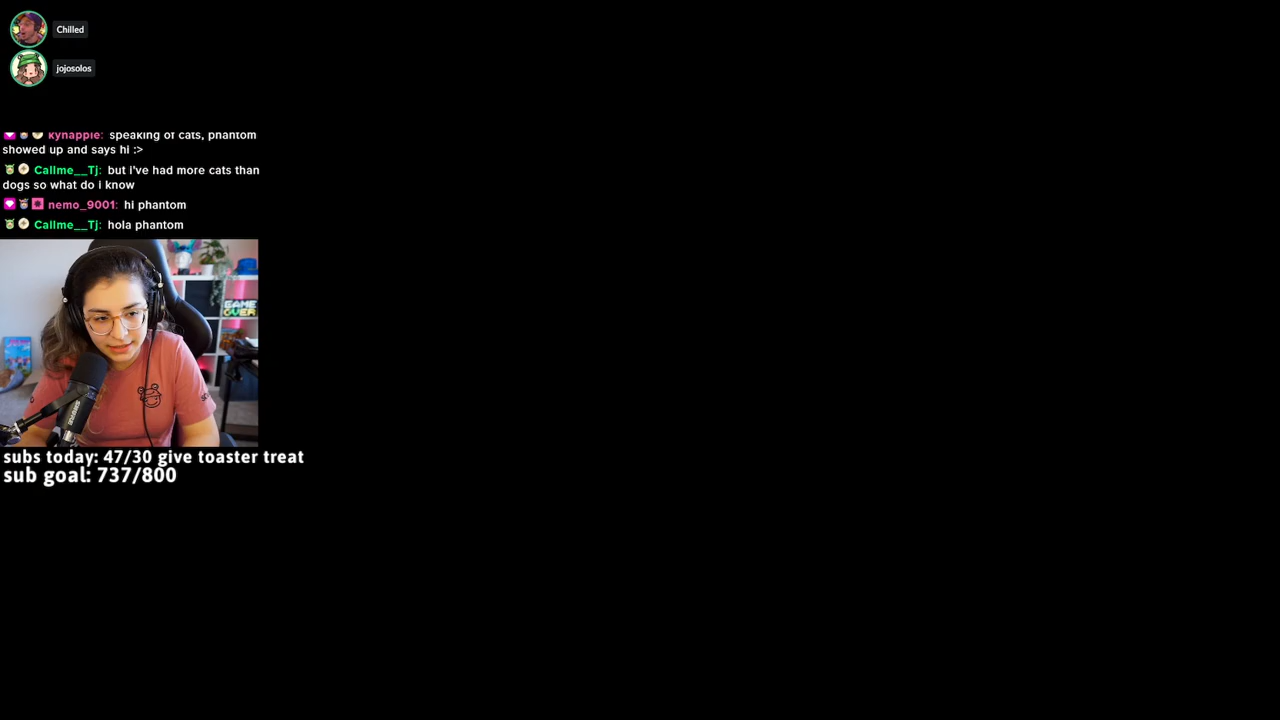 Chilled
jojosolos
kynappie: speaking of cats, phantom
showed up and says hi :>
Callme__Tj: but i've had more cats than
dogs so what do i know
nemo_9001: hi phantom
Callme__Tj: hola phantom
GAME
OVER
SHURE
subs today: 47/30 give toaster treat
sub goal: 737/800